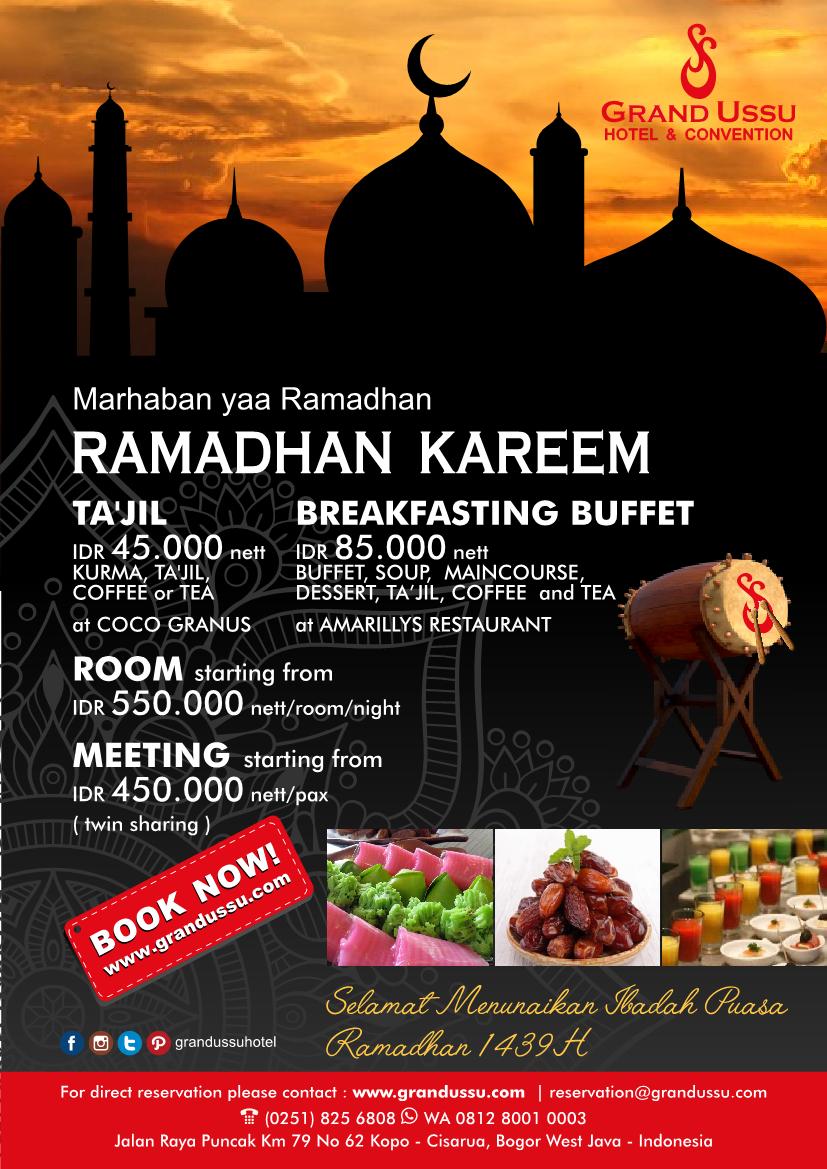 GRAND USSU
HOTEL & CONVENTION
Marhaban yaa Ramadhan
RAMADHAN KAREEM
TA'JIL
IDR 45.000 nett
KURMA, TA'JIL,
COFFEE or TEA
at COCO GRANUS
BREAKFASTING BUFFET
IDR 85.000 nett
BUFFET, SOUP, MAINCOURSE,
DESSERT, TA'JIL, COFFEE and TEA
at AMARILLYS RESTAURANT
ROOM starting from
IDR 550.000 nett/room/night
MEETING starting from
IDR 450.000 nett/pax
( twin sharing )
BOOK NOW!
www.grandussu.com
Selamat Menunaikan Ibadah Puasa
Ramadhan 1439H
grandussuhotel
For direct reservation please contact : www.grandussu.com | reservation@grandussu.com
(0251) 825 6808 WA 0812 8001 0003
Jalan Raya Puncak Km 79 No 62 Kopo - Cisarua, Bogor West Java - Indonesia